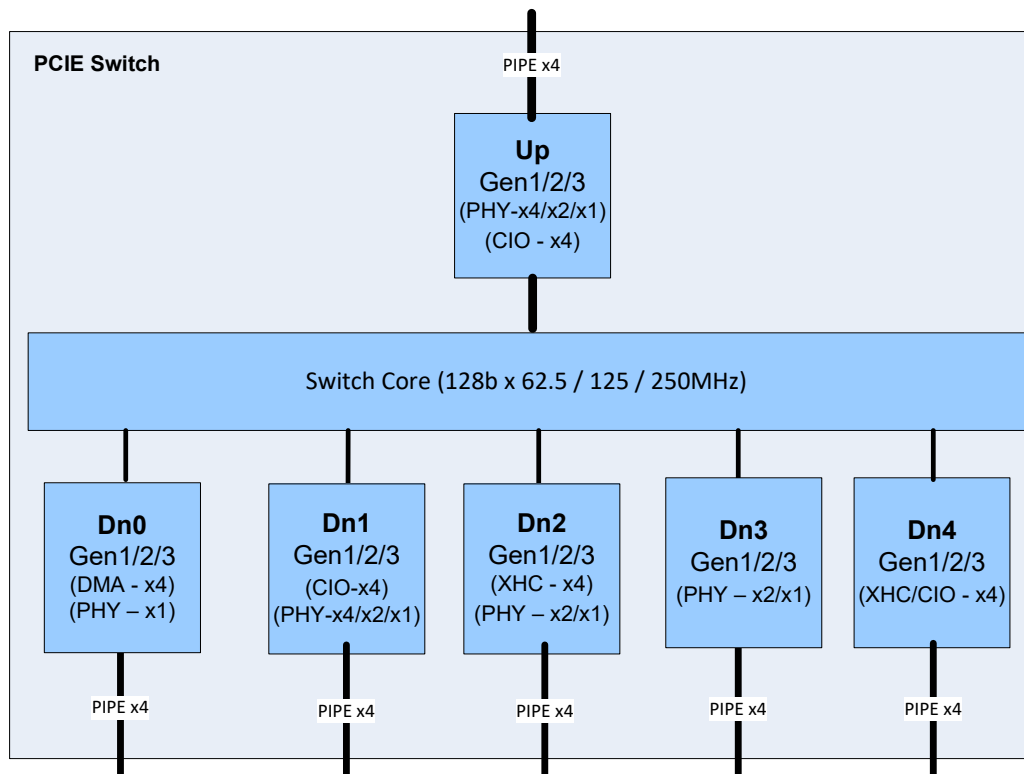 PCIE Switch
PIPE x4
Up
Gen1/2/3
(PHY-x4/x2/x1)
(CIO - x4)
Switch Core (128b x 62.5 / 125 / 250MHz)
Dn0
Gen1/2/3
(DMA - x4)
(PHY – x1)
Dn1
Gen1/2/3
(CIO-x4)
(PHY-x4/x2/x1)
Dn2
Gen1/2/3
(XHC - x4)
(PHY – x2/x1)
Dn3
Gen1/2/3
(PHY – x2/x1)
Dn4
Gen1/2/3
(XHC/CIO - x4)
PIPE x4
PIPE x4
PIPE x4
PIPE x4
PIPE x4